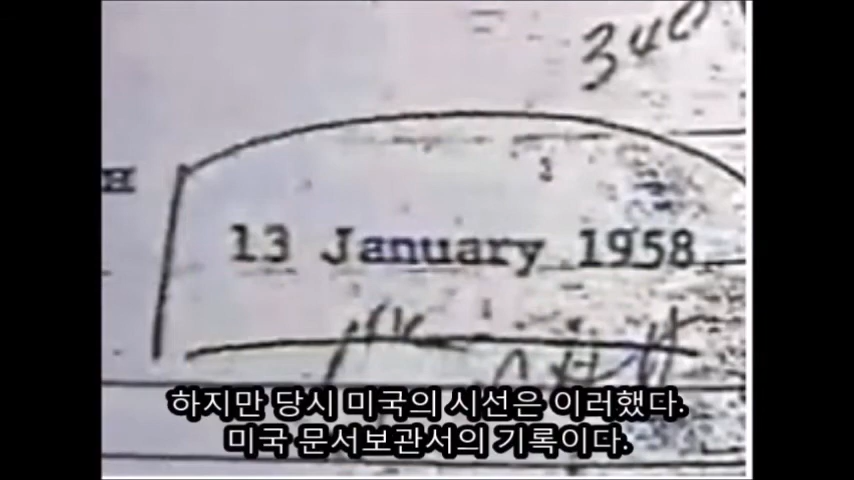 340
H
13 January 1958
하지만 당시 미국의 시선은 이러했다.
미국 문서보관서의 기록이다.